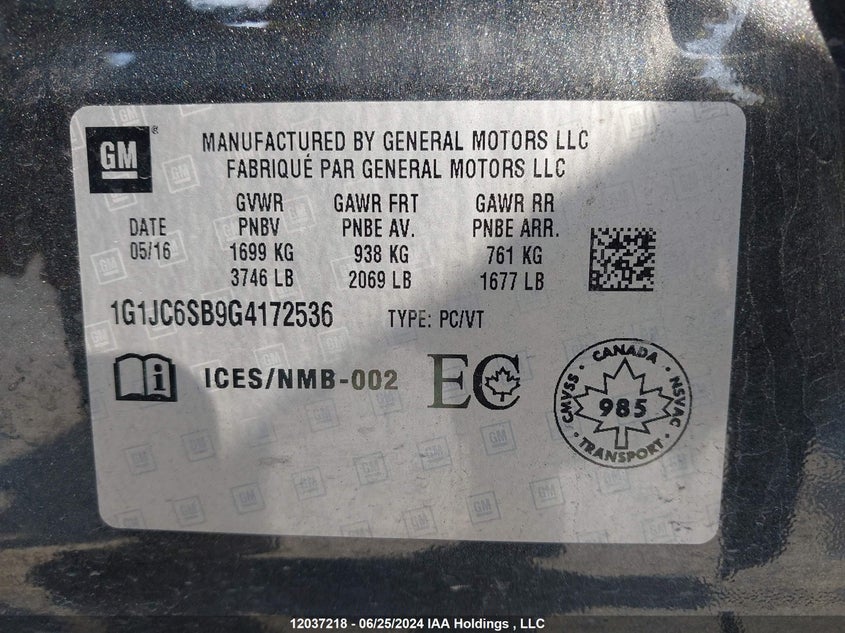 GM
MANUFACTURED BY GENERAL MOTORS LLC
FABRIQUÉ PAR GENERAL MOTORS LLC
DATE
05/16
GVWR
PNBV
1699 KG
3746 LB
GAWR FRT
PNBE AV.
938 KG
2069 LB
GAWR RR
PNBE ARR.
761 KG
1677 LB
1G1JC6SB9G4172536 TYPE: PC/VT
ICES/NMB-002 EC
CANADA
CMVSS
NSVAC
985
TRANSPORT
12037218 - 06/25/2024 IAA Holdings , LLC